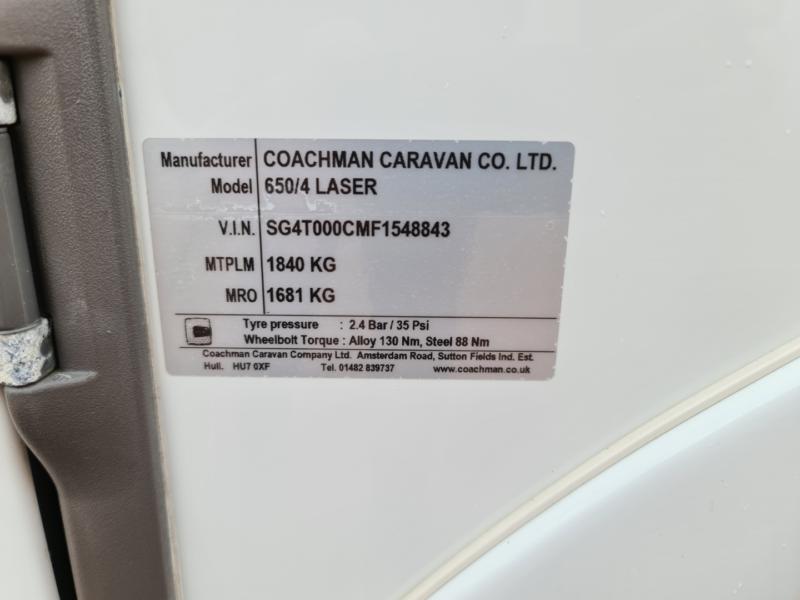 Manufacturer COACHMAN CARAVAN CO. LTD.
Model 650/4 LASER
V.I.N. SG4T000CMF1548843
MTPLM 1840 KG
MRO 1681 KG
Tyre pressure : 2.4 Bar / 35 Psi
Wheelbolt Torque : Alloy 130 Nm, Steel 88 Nm
Coachman Caravan Company Ltd. Amsterdam Road, Sutton Fields Ind. Est.
Hull. HU7 0XF Tel. 01482 839737 www.coachman.co.uk